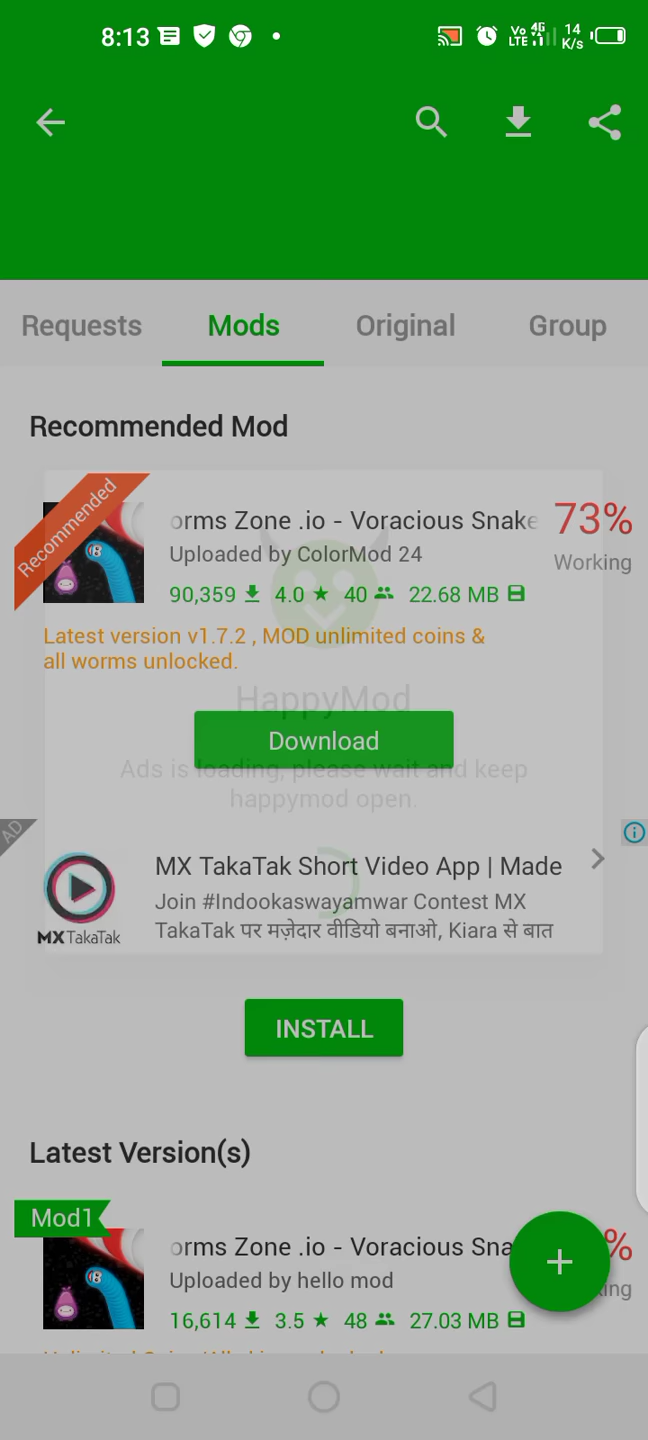 8:13
Vo LTE 4G 14 K/s
Requests Mods Original Group
Recommended Mod
Recommended
orms Zone .io - Voracious Snake 73%
Uploaded by ColorMod 24 Working
90,359 4.0 40 22.68 MB
Latest version v1.7.2 , MOD unlimited coins &
all worms unlocked.
HappyMod
Download
Ads is loading, please wait and keep
happymod open.
AD
MX TakaTak Short Video App | Made
Join #Indookaswayamwar Contest MX
TakaTak पर मज़ेदार वीडियो बनाओ, Kiara से बात
MX TakaTak
INSTALL
Latest Version(s)
Mod1
orms Zone .io - Voracious Sna %
Uploaded by hello mod king
16,614 3.5 48 27.03 MB